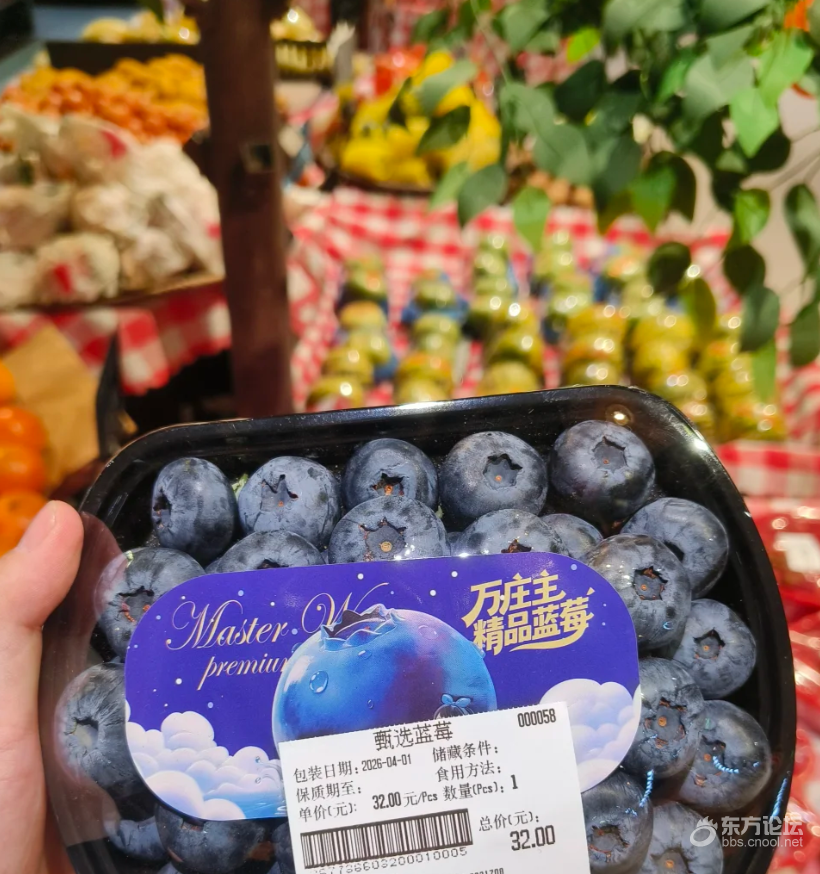 Master W
premium
万庄主
精品蓝莓
000058
甄选蓝莓
包装日期: 2026-04-01 储藏条件:
保质期至: 食用方法:
单价(元): 32.00 元/Pcs 数量(Pcs): 1
总价(元):
32.00
东方论坛
bbs.cnool.net